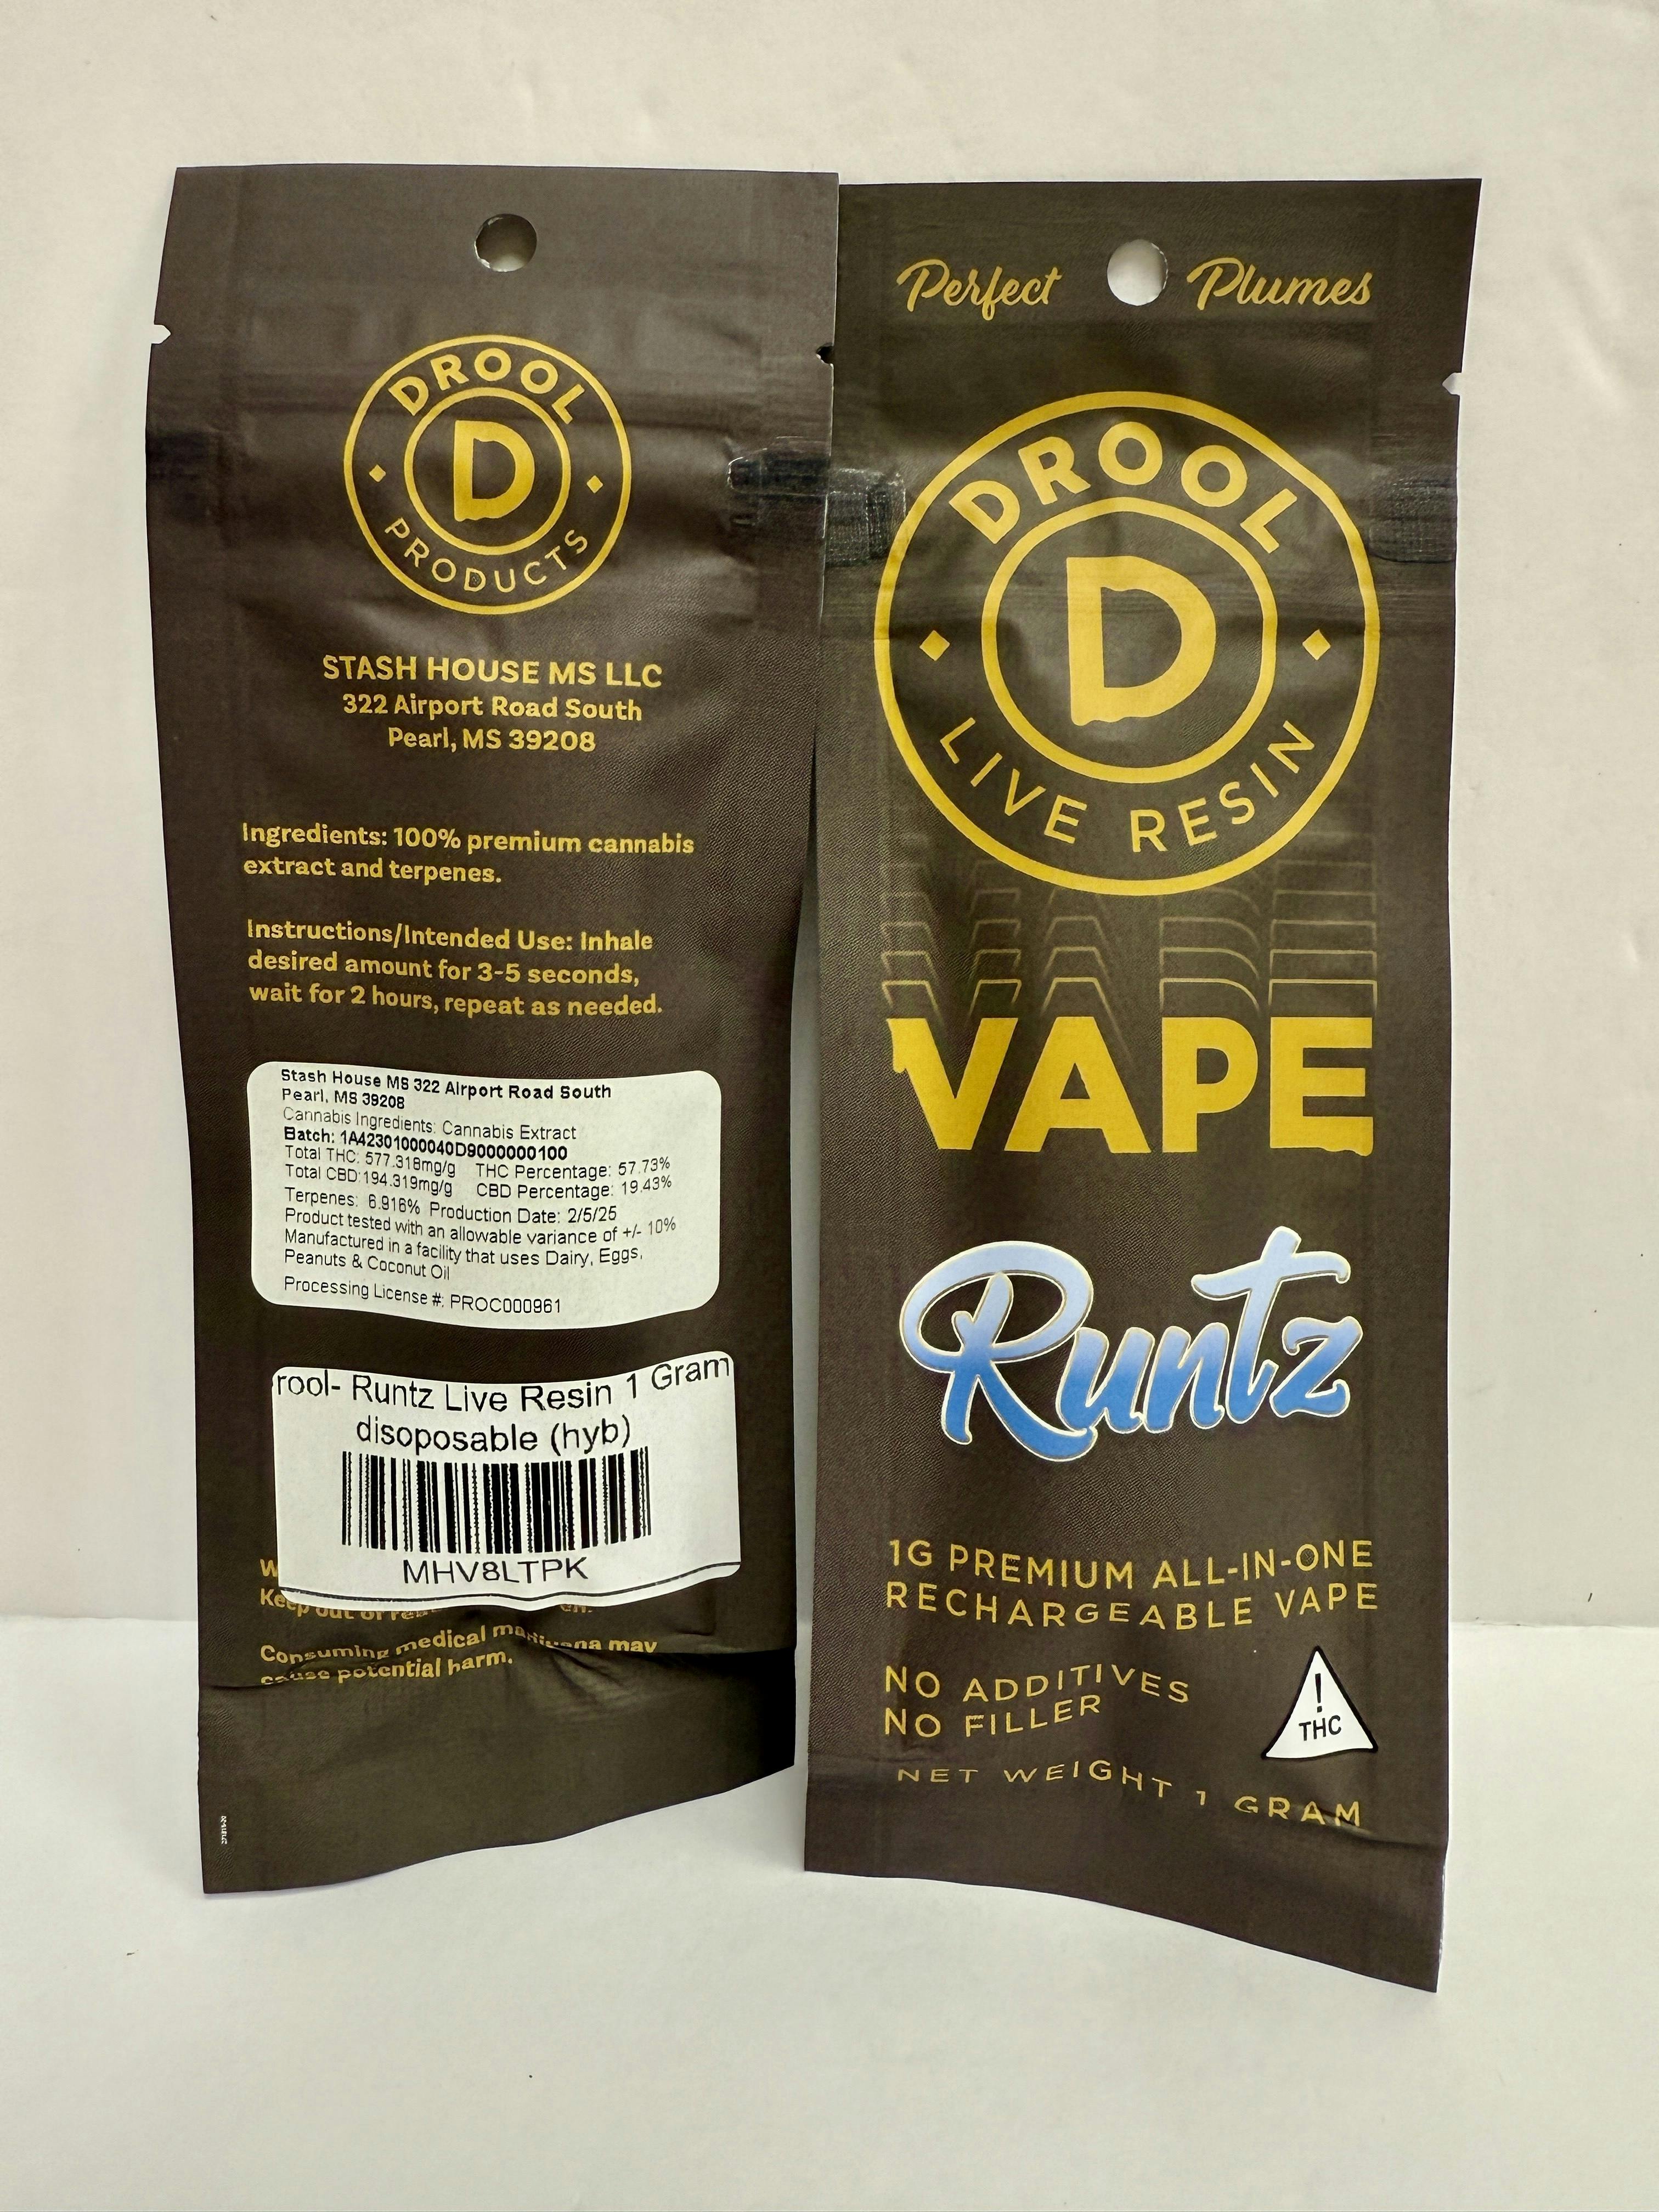 DROOL
D
PRODUCTS
STASH HOUSE MS LLC
322 Airport Road South
Pearl, MS 39208
Ingredients: 100% premium cannabis
extract and terpenes.
Instructions/Intended Use: Inhale
desired amount for 3-5 seconds,
wait for 2 hours, repeat as needed.
Stash House MS 322 Airport Road South
Pearl, MS 39208
Cannabis Ingredients: Cannabis Extract
Batch: 1A42301000040D9000000100
Total THC: 577.318mg/g THC Percentage: 57.73%
Total CBD:194.319mg/g CBD Percentage: 19.43%
Terpenes: 6.916% Production Date: 2/5/25
Product tested with an allowable variance of +/- 10%
Manufactured in a facility that uses Dairy, Eggs,
Peanuts & Coconut Oil
Processing License #: PROC000961
rool- Runtz Live Resin 1 Gram
disoposable (hyb)
MHV8LTPK
Keep out of
Consuming medical marijuana may
cause potential harm.
Perfect Plumes
DROOL
D
LIVE RESIN
VAPE
Runtz
1G PREMIUM ALL-IN-ONE
RECHARGEABLE VAPE
NO ADDITIVES
NO FILLER
!
THC
NET WEIGHT 1 GRAM